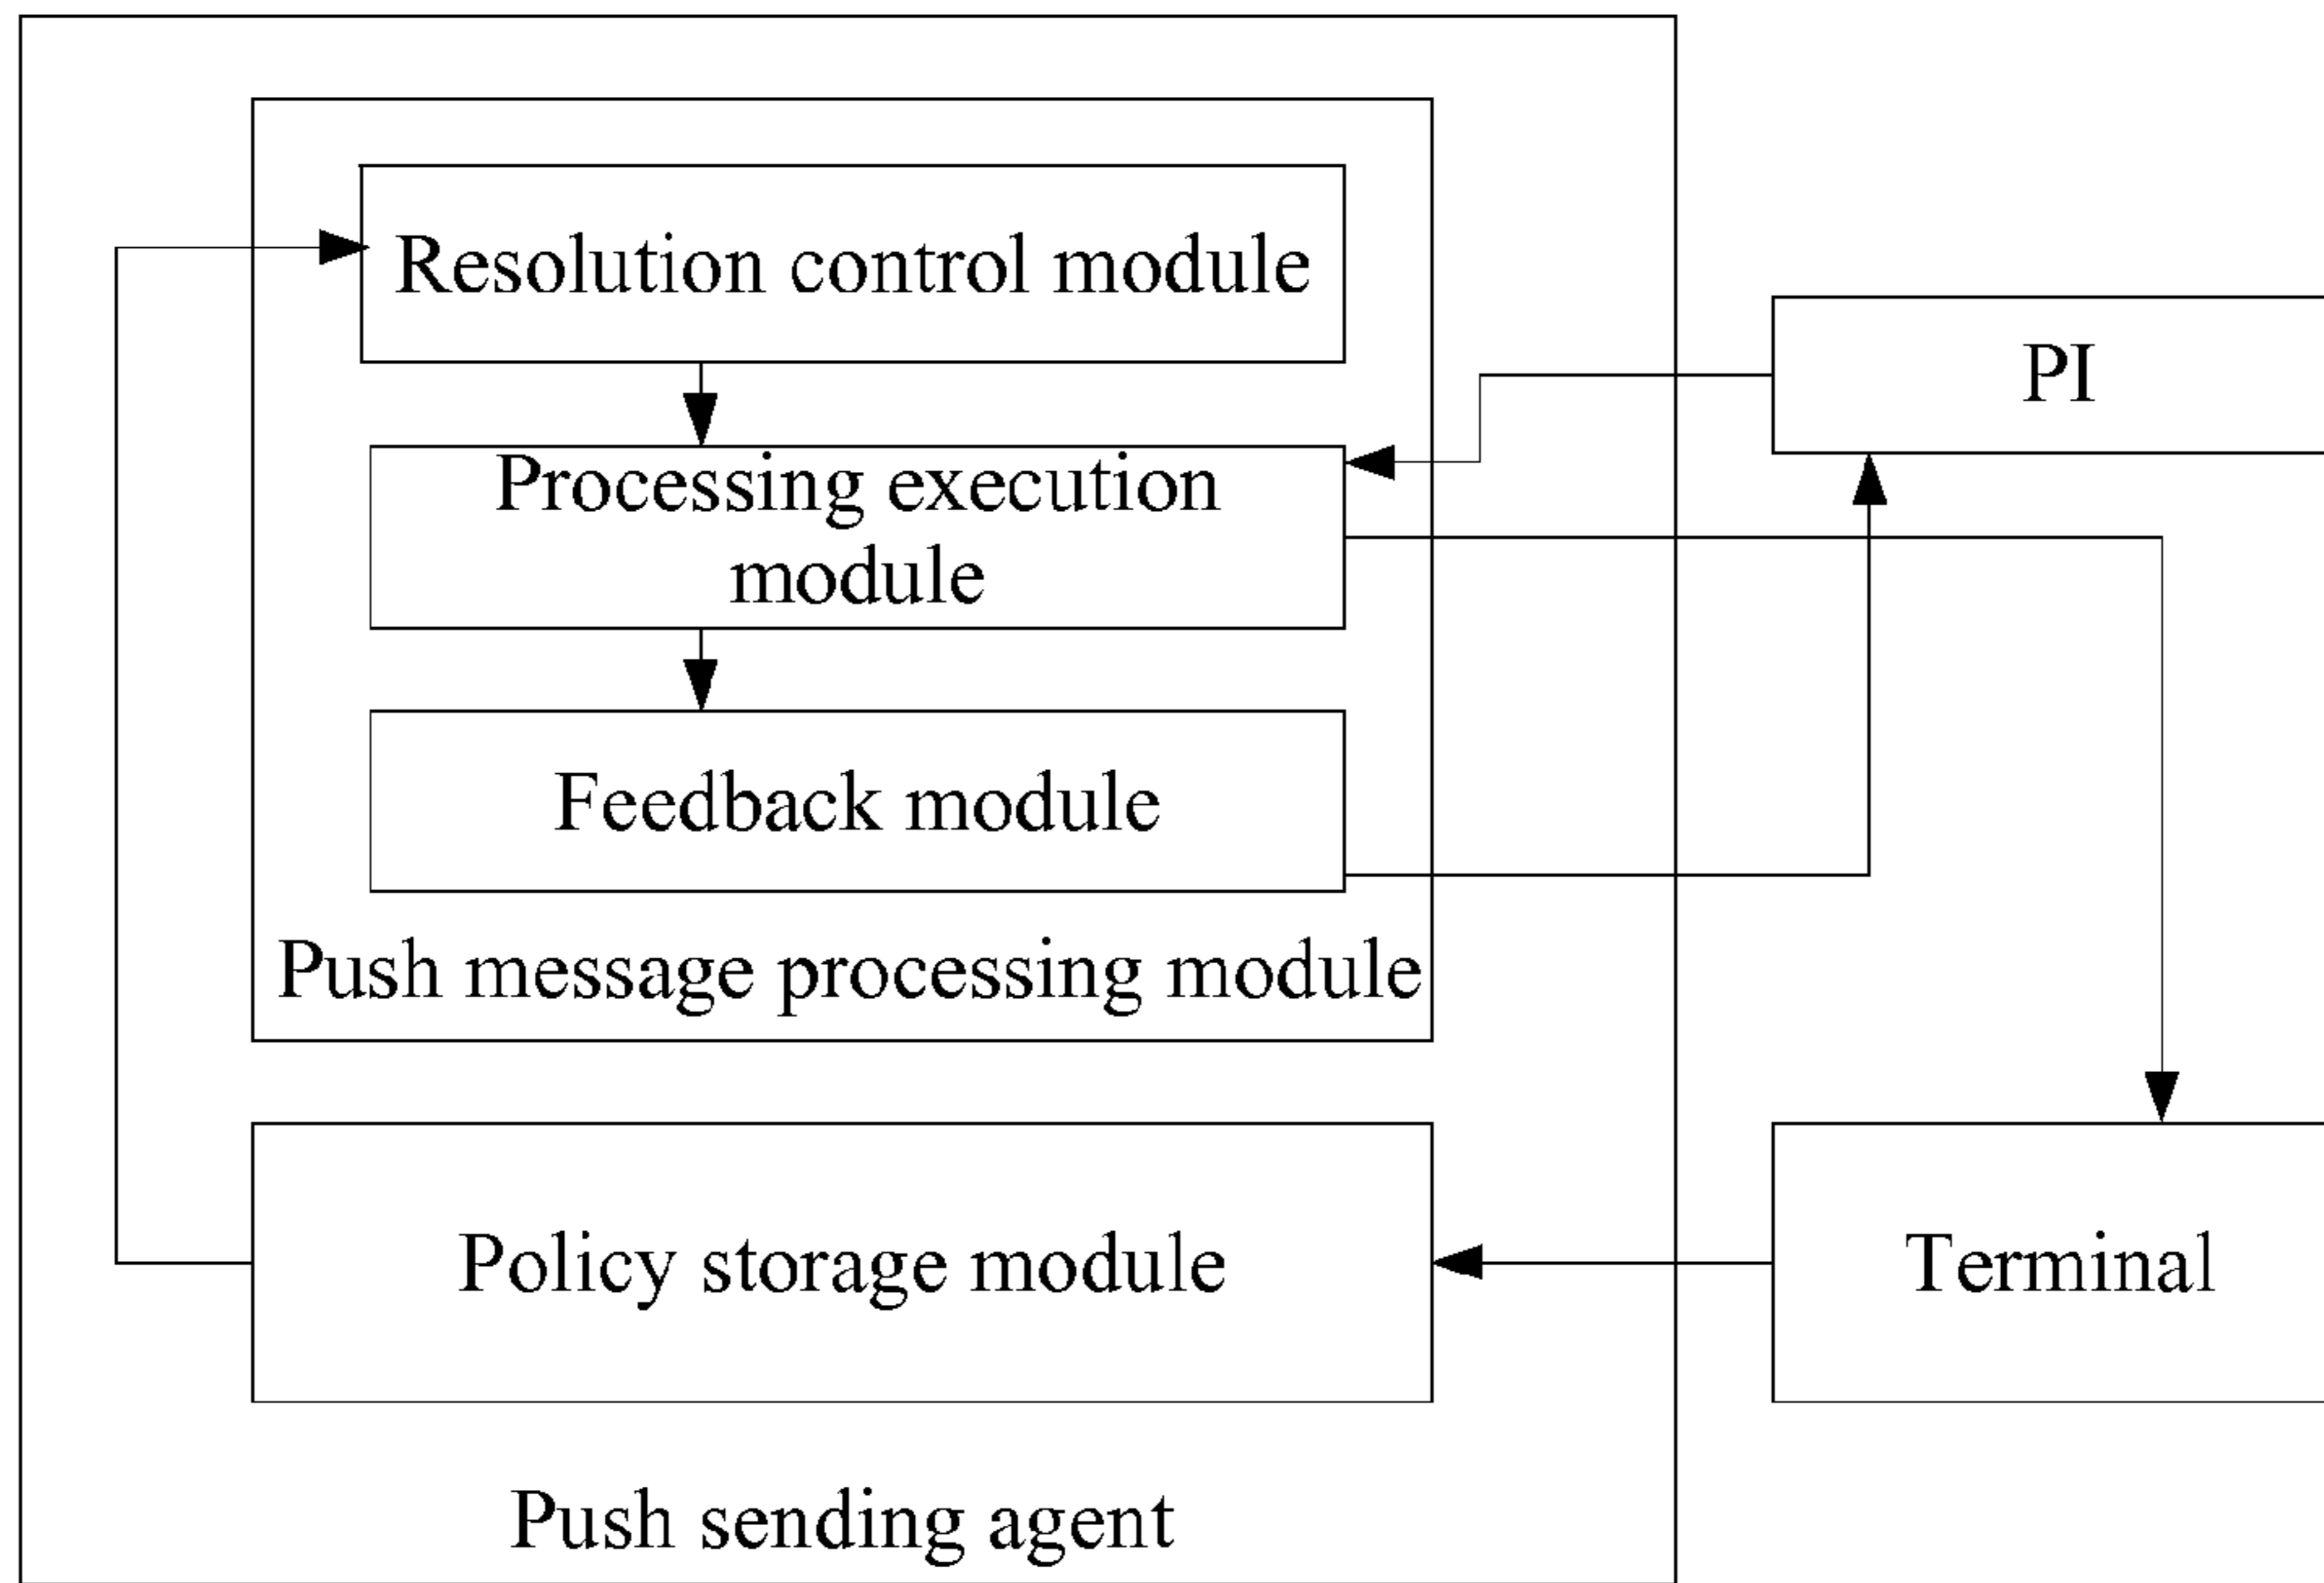 Resolution control module
PI
Processing execution
module
Feedback module
Push message processing module
Policy storage module
Terminal
Push sending agent